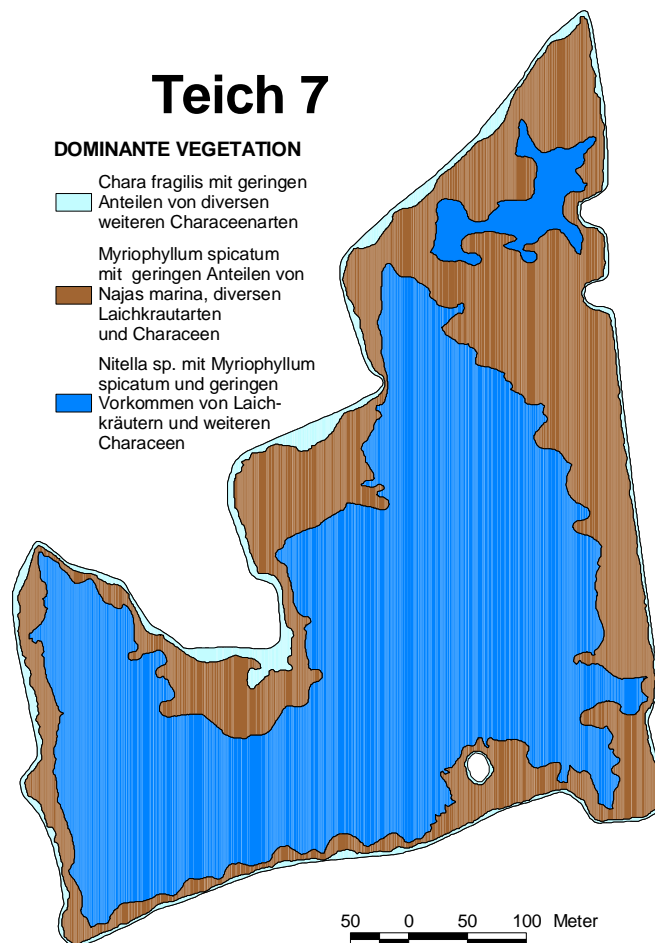 Teich 7
DOMINANTE VEGETATION
Chara fragilis mit geringen
Anteilen von diversen
weiteren Characeenarten
Myriophyllum spicatum
mit geringen Anteilen von
Najas marina, diversen
Laichkrautarten
und Characeen
Nitella sp. mit Myriophyllum
spicatum und geringen
Vorkommen von Laich-
kräutern und weiteren
Characeen
50 0 50 100 Meter